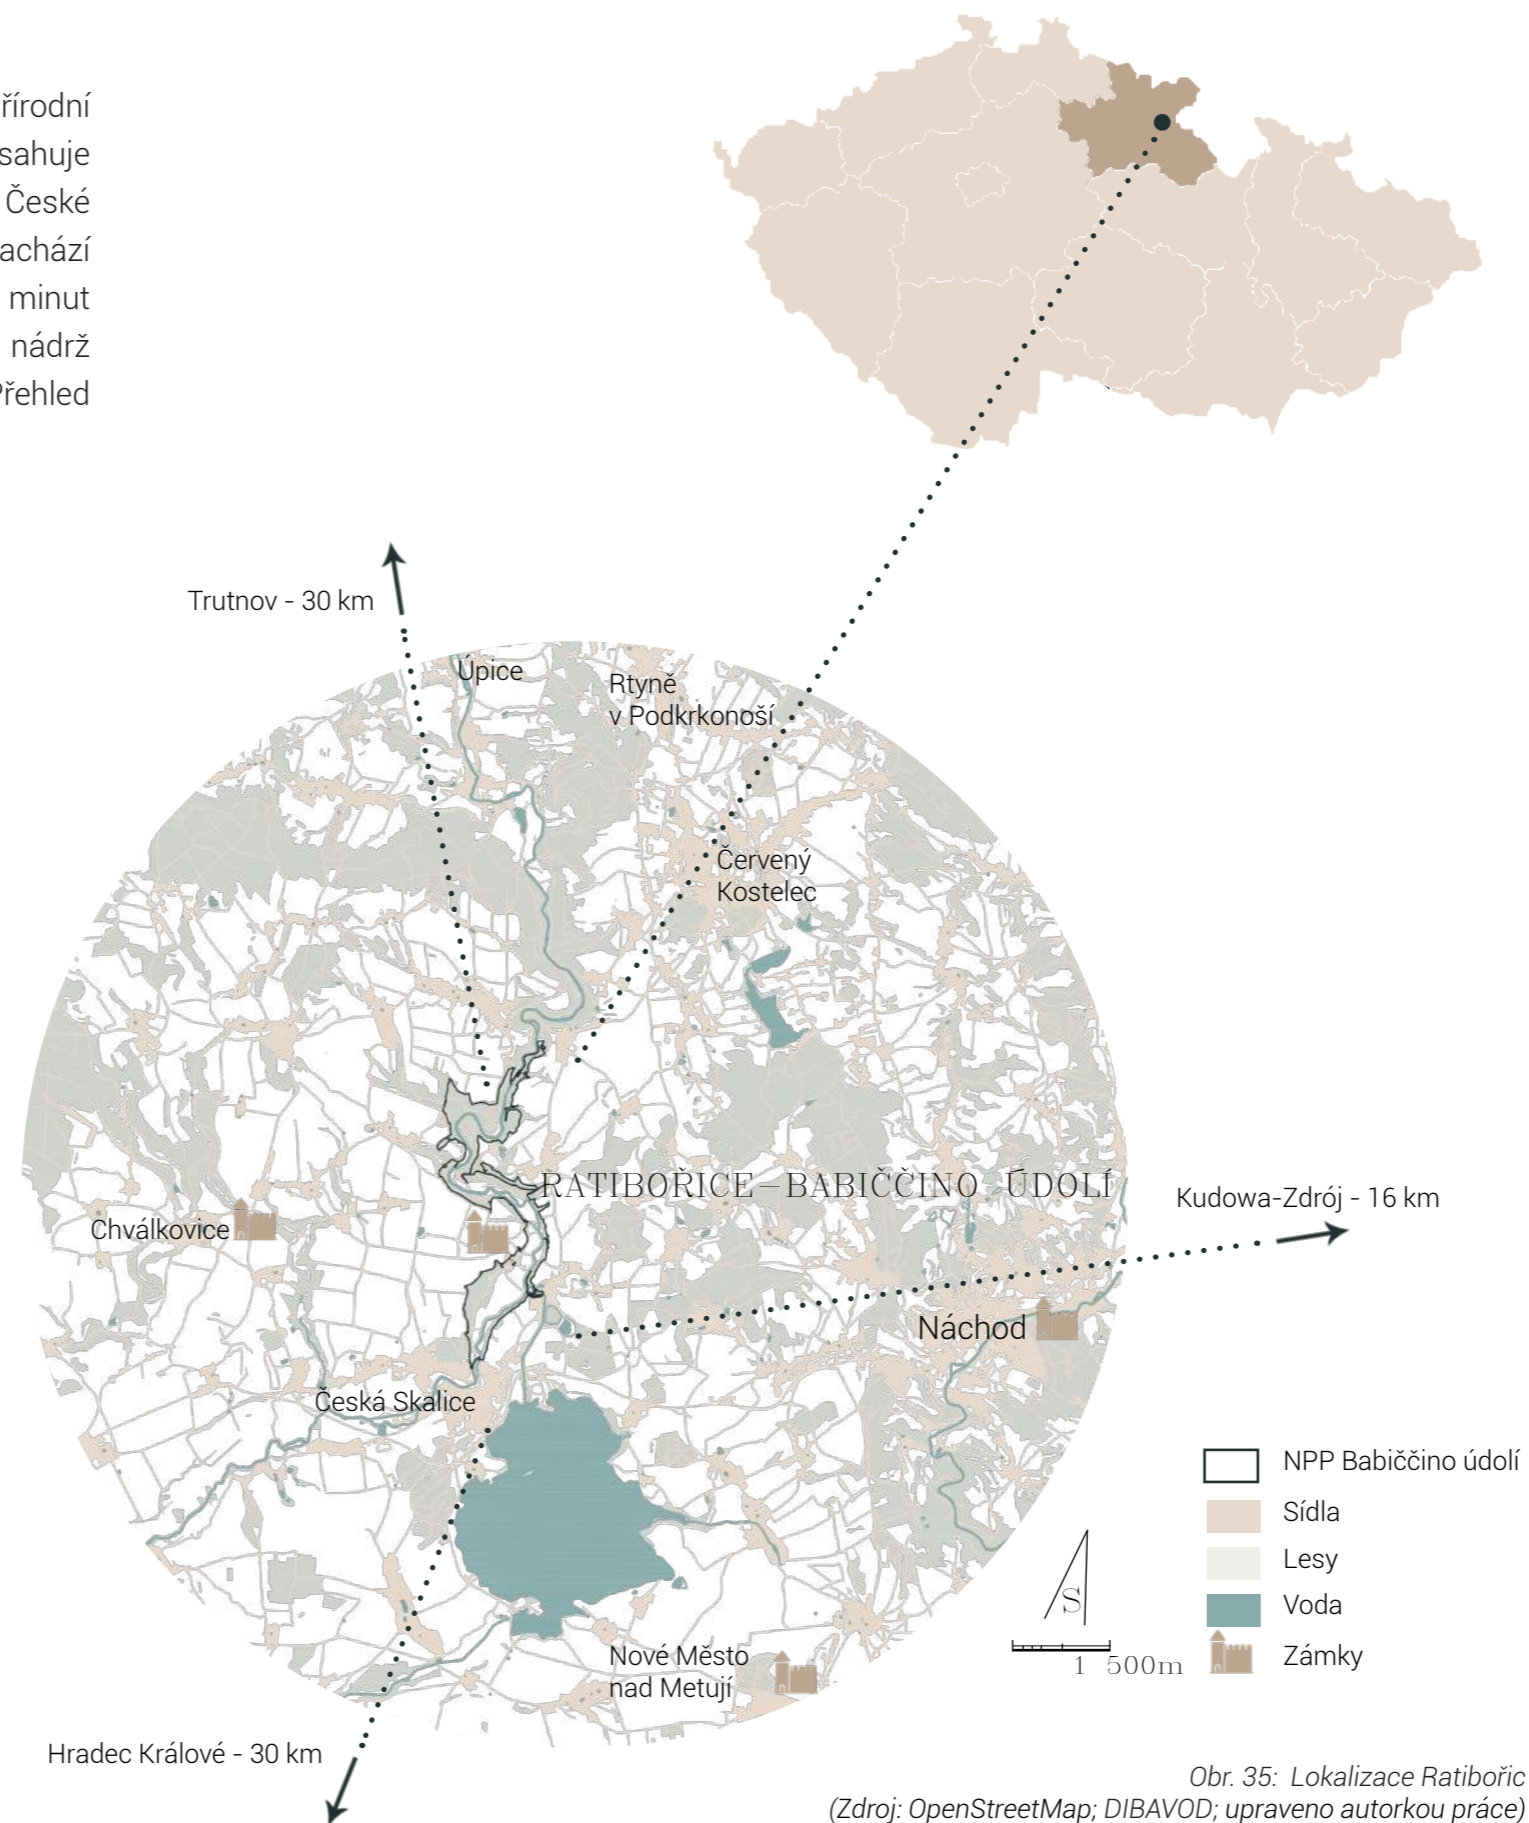 řírodní
sahuje
České
achází
minut
nádrž
Přehled
Trutnov - 30 km
Úpice
Rtyně
v Podkrkonoší
Červený
Kostelec
RATIBOŘICE-BABIČČINO ÚDOLÍ
Kudowa-Zdrój - 16 km
Chválkovice
Náchod
Česká Skalice
NPP Babiččino údolí
Sídla
Lesy
Voda
Zámky
S
1 500m
Nové Město
nad Metují
Hradec Králové - 30 km
Obr. 35: Lokalizace Ratibořic
(Zdroj: OpenStreetMap; DIBAVOD; upraveno autorkou práce)